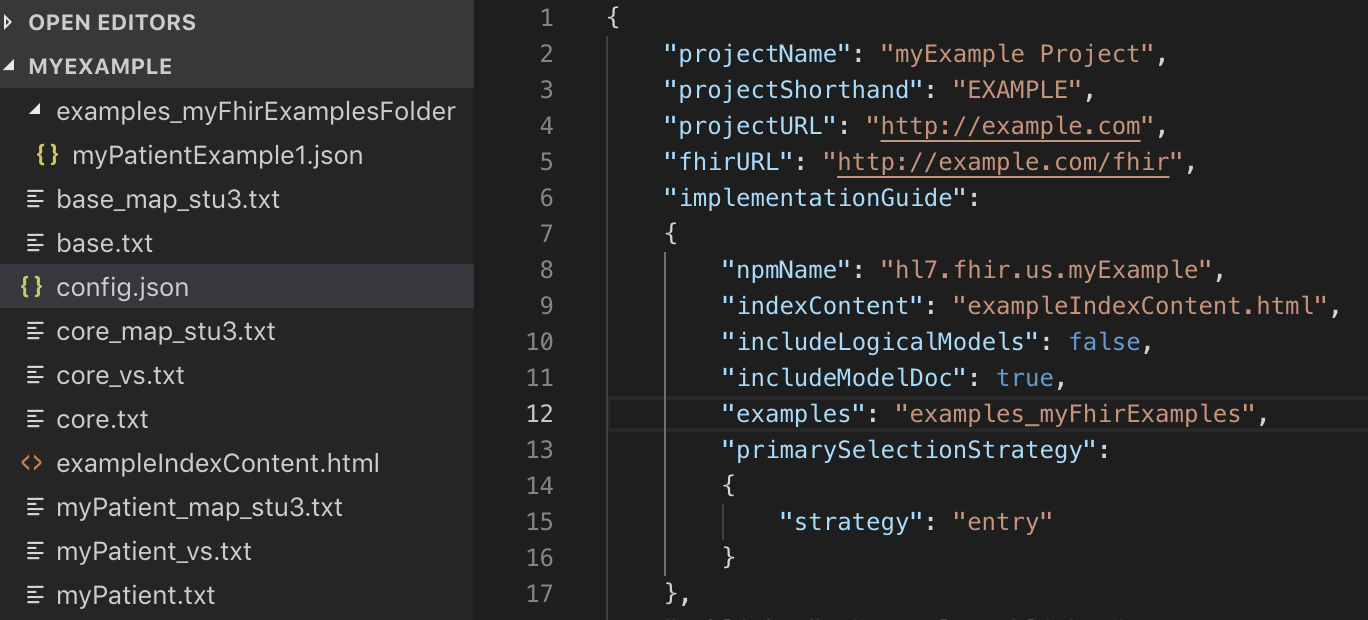 OPEN EDITORS
MYEXAMPLE
examples_myFhirExamplesFolder
{} myPatientExample1.json
base_map_stu3.txt
base.txt
{} config.json
core_map_stu3.txt
core_vs.txt
core.txt
<> exampleIndexContent.html
myPatient_map_stu3.txt
myPatient_vs.txt
myPatient.txt
1 {
2 "projectName": "myExample Project",
3 "projectShorthand": "EXAMPLE",
4 "projectURL": "http://example.com",
5 "fhirURL": "http://example.com/fhir",
6 "implementationGuide":
7 {
8 "npmName": "hl7.fhir.us.myExample",
9 "indexContent": "exampleIndexContent.html",
10 "includeLogicalModels": false,
11 "includeModelDoc": true,
12 "examples": "examples_myFhirExamples",
13 "primarySelectionStrategy":
14 {
15 "strategy": "entry"
16 }
17 },